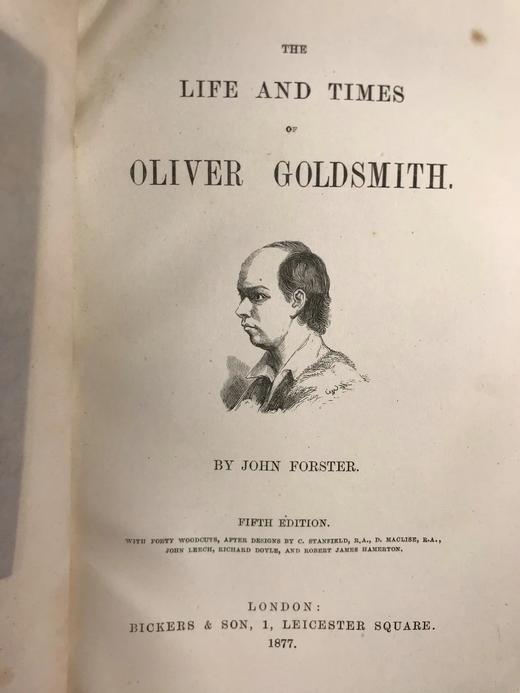 THE
LIFE AND TIMES
OF
OLIVER GOLDSMITH.
BY JOHN FORSTER.
FIFTH EDITION.
WITH FORTY WOODCUTS, AFTER DESIGNS BY C. STANFIELD, R.A., D. MACLISE, R.A.,
JOHN LEECH, RICHARD DOYLE, AND ROBERT JAMES HAMERTON.
LONDON:
BICKERS & SON, 1, LEICESTER SQUARE.
1877.